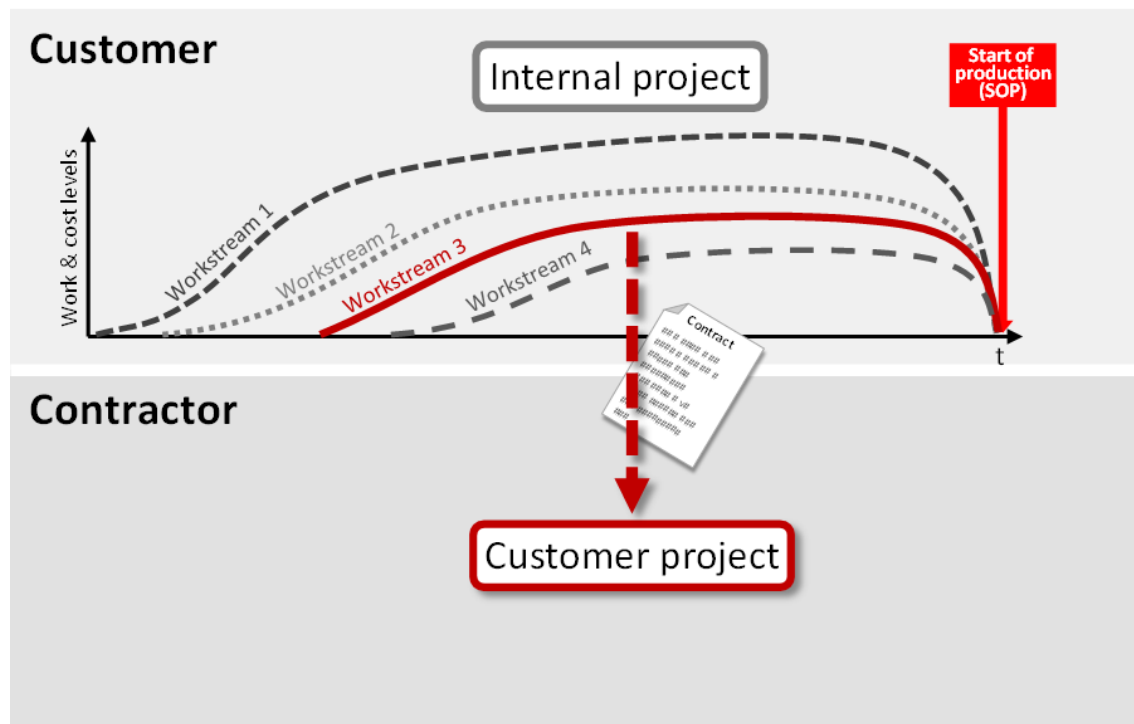 Customer
Internal project
Start of
production
(SOP)
Work & cost levels
Workstream 1
Workstream 2
Workstream 3
Workstream 4
t
Contract
Contractor
Customer project